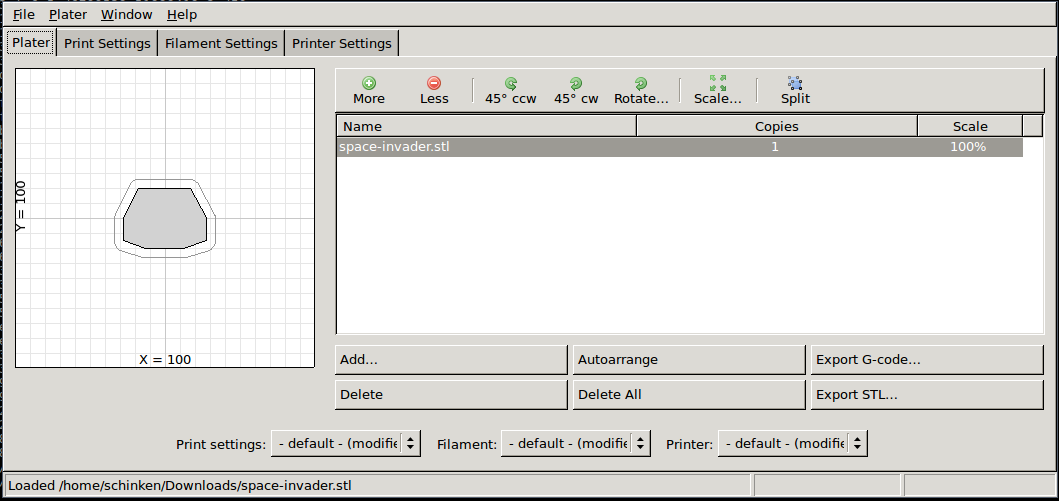 File Plater Window Help
Plater Print Settings Filament Settings Printer Settings
More Less 45° ccw 45° cw Rotate... Scale... Split
Name Copies Scale
space-invader.stl 1 100%
Y = 100
X = 100
Add... Autoarrange Export G-code...
Delete Delete All Export STL...
Print settings: - default - (modifie Filament: - default - (modifie Printer: - default - (modifie
Loaded /home/schinken/Downloads/space-invader.stl